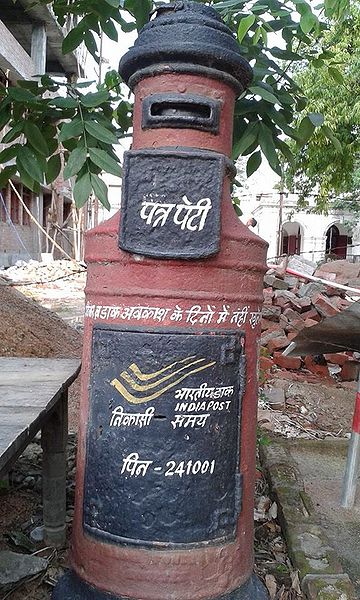 पत्र पेटी
डाक अवकाश के दिनों में नहीं
भारतीय डाक
INDIA POST
निकासी - समय
पिन - 241001